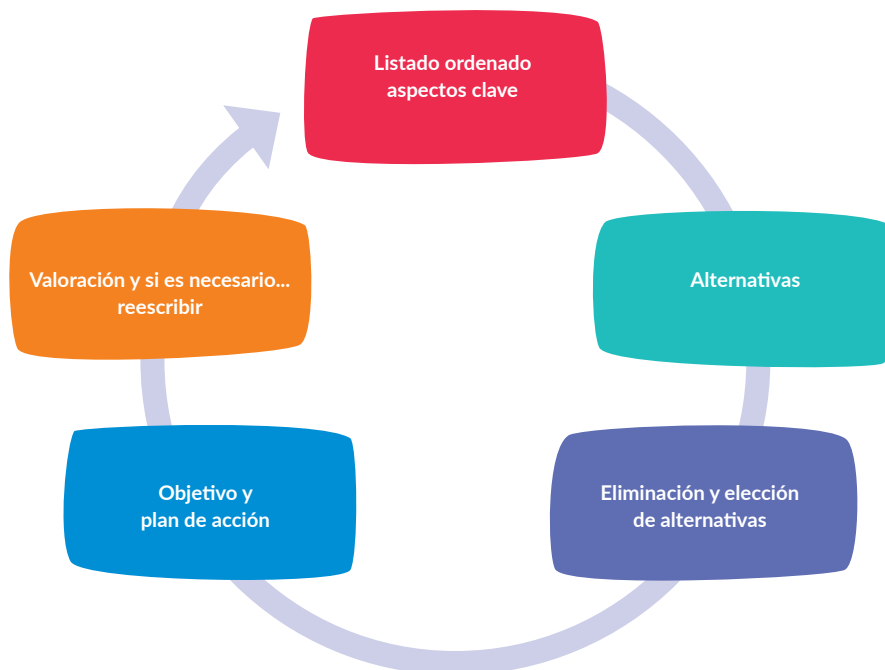 Listado ordenado
aspectos clave
Alternativas
Eliminación y elección
de alternativas
Objetivo y
plan de acción
Valoración y si es necesario...
reescribir